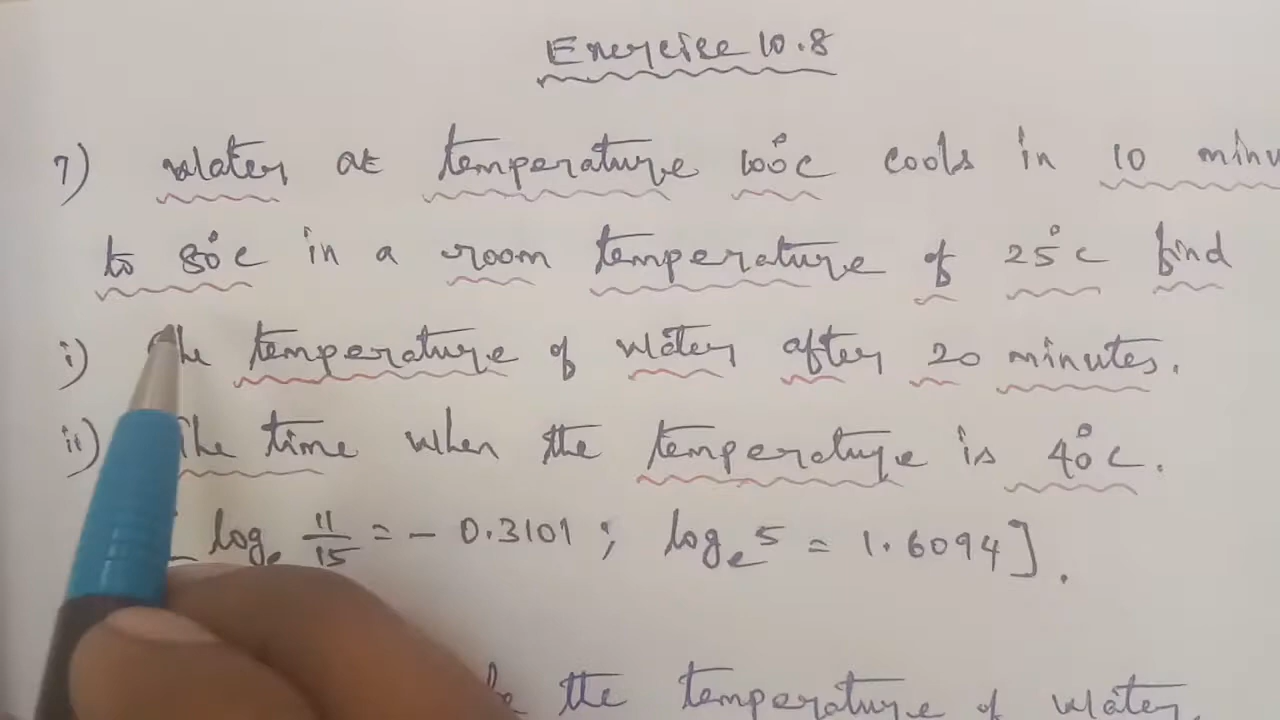 Exercise 10.8
7) Water at temperature 100°C cools in 10 minu
to 80°C in a room temperature of 25°C find
i) The temperature of water after 20 minutes.
ii) The time when the temperature is 40°C.
[ logₑ 11/15 = - 0.3101 ; logₑ 5 = 1.6094 ].
be the temperature of water